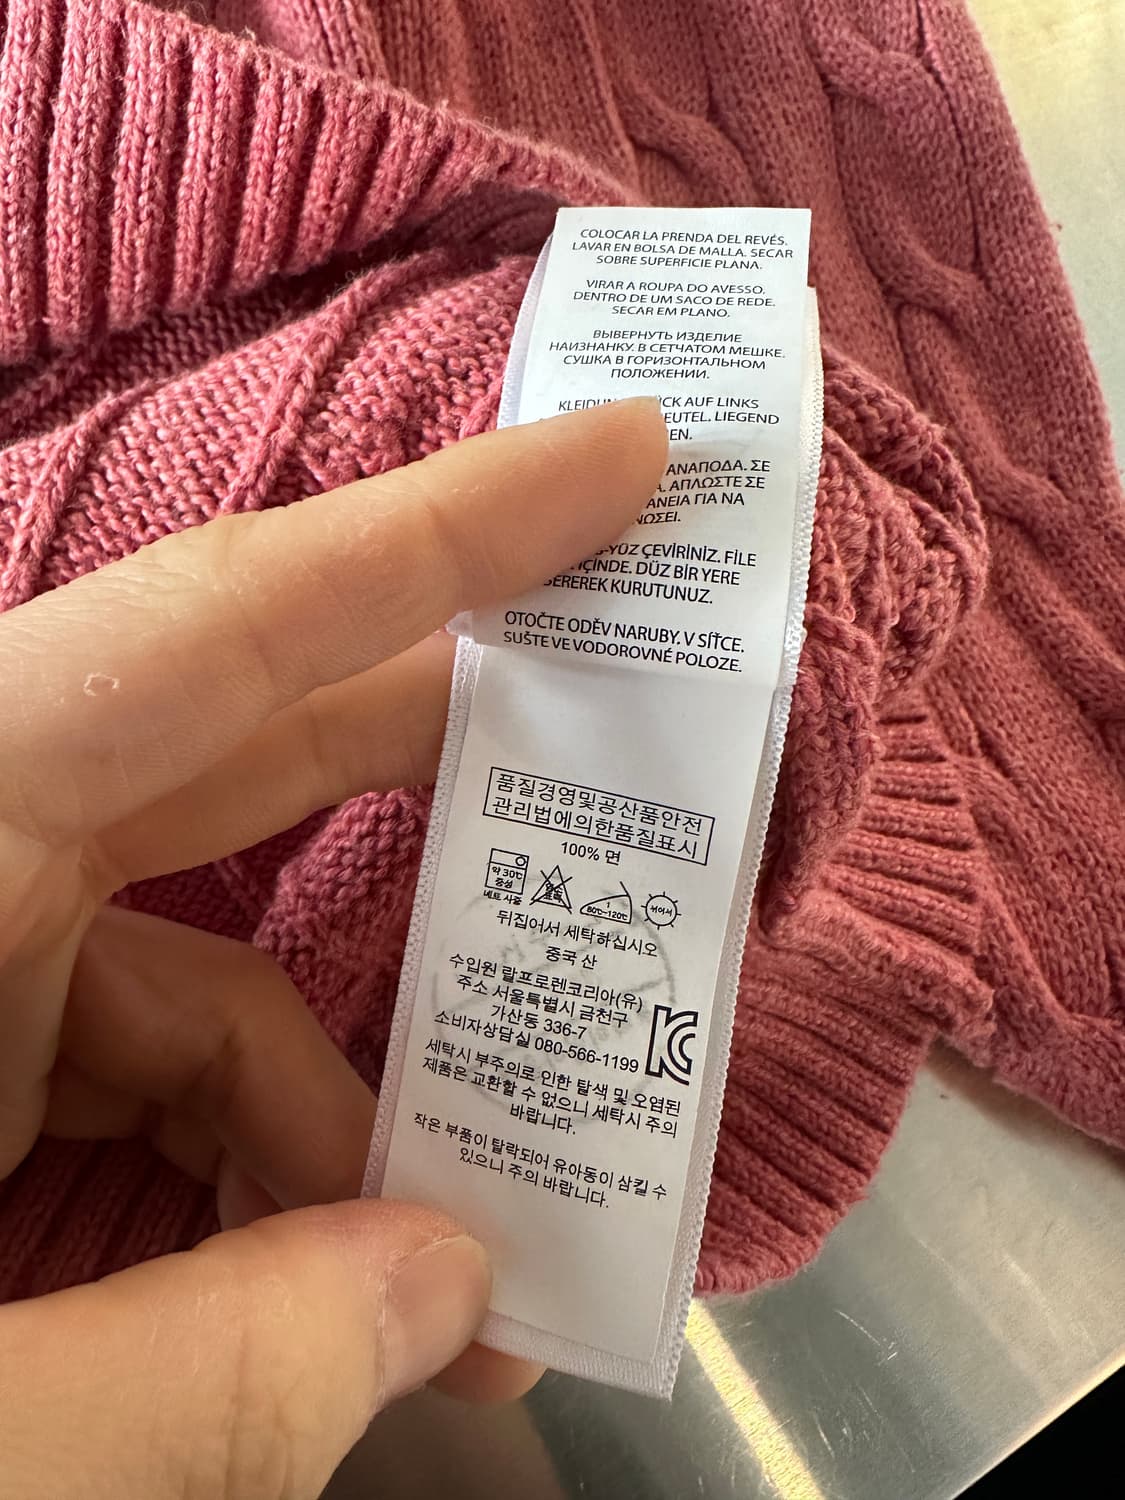 COLOCAR LA PRENDA DEL REVÉS.
LAVAR EN BOLSA DE MALLA. SECAR
SOBRE SUPERFICIE PLANA.
VIRAR A ROUPA DO AVESSO.
DENTRO DE UM SACO DE REDE.
SECAR EM PLANO.
ВЫВЕРНУТЬ ИЗДЕЛИЕ
НАИЗНАНКУ. В СЕТЧАТОМ МЕШКЕ.
СУШКА В ГОРИЗОНТАЛЬНОМ
ПОЛОЖЕНИИ.
AUF LINKS
LIEGEND
ΑΝΑΠΟΔΑ. ΣΕ
ΑΠΛΩΣΤΕ ΣΕ
ΓΙΑ ΝΑ
ÇEVİRİNİZ. FİLE
İÇİNDE. DÜZ BİR YERE
SEREREK KURUTUNUZ.
OTOČTE ODĚV NARUBY. V SÍŤCE.
SUŠTE VE VODOROVNÉ POLOZE.
품질경영및공산품안전
관리법에의한품질표시
100% 면
약 30℃
중성
네트 사용
염소
표백
1
80℃-120℃
뉘어서
뒤집어서 세탁하십시오
중국 산
수입원 랄프로렌코리아(유)
주소 서울특별시 금천구
가산동 336-7
소비자상담실 080-566-1199
세탁시 부주의로 인한 탈색 및 오염된
제품은 교환할 수 없으니 세탁시 주의
바랍니다.
작은 부품이 탈락되어 유아동이 삼킬 수
있으니 주의 바랍니다.